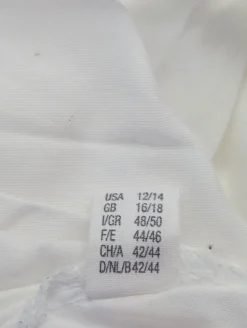 USA 12/14
GB 16/18
I/GR 48/50
F/E 44/46
CH/A 42/44
D/NL/B 42/44